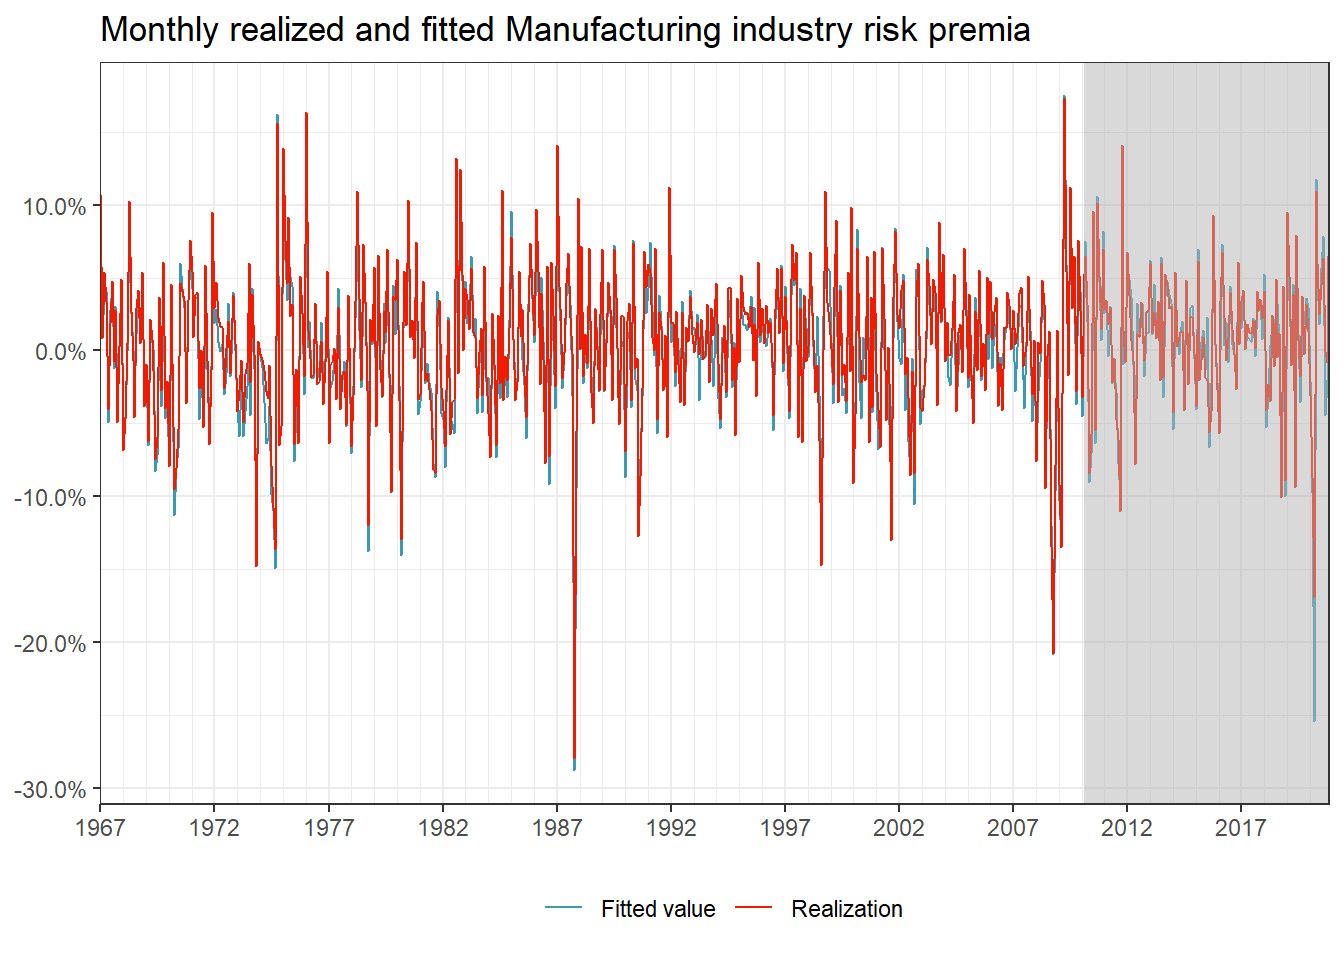 Monthly realized and fitted Manufacturing industry risk premia
10.0%
0.0%
-10.0%
-20.0%
-30.0%
1967 1972 1977 1982 1987 1992 1997 2002 2007 2012 2017
Fitted value Realization